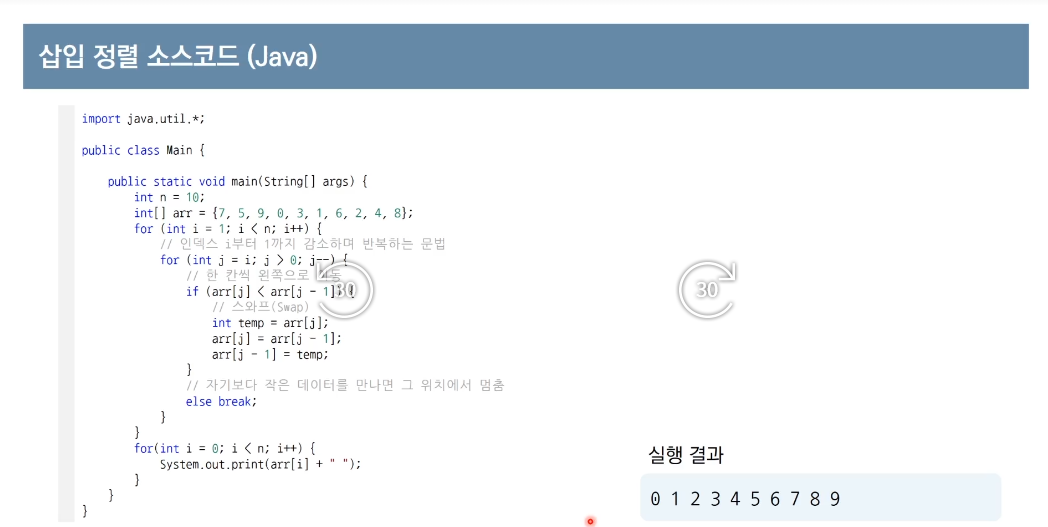 삽입 정렬 소스코드 (Java)
import java.util.*;
public class Main {
public static void main(String[] args) {
int n = 10;
int[] arr = {7, 5, 9, 0, 3, 1, 6, 2, 4, 8};
for (int i = 1; i < n; i++) {
// 인덱스 i부터 1까지 감소하며 반복하는 문법
for (int j = i; j > 0; j--) {
// 한 칸씩 왼쪽으로
if (arr[j] < arr[j - 1]) {
// 스와프(Swap)
int temp = arr[j];
arr[j] = arr[j - 1];
arr[j - 1] = temp;
}
// 자기보다 작은 데이터를 만나면 그 위치에서 멈춤
else break;
}
}
for(int i = 0; i < n; i++) {
System.out.print(arr[i] + " ");
}
}
}
30
30
실행 결과
0 1 2 3 4 5 6 7 8 9